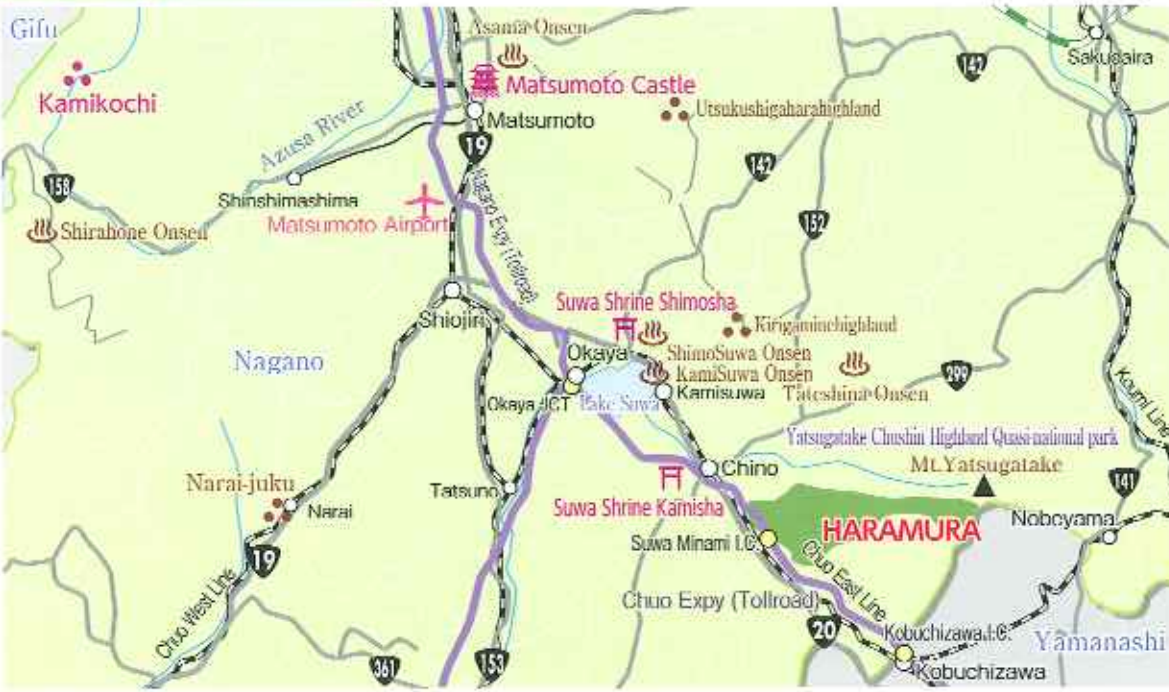 Gifu
Asama Onsen
Sakudaira
142
Kamikochi
Matsumoto Castle
Utsukushigaharahighland
Matsumoto
Azusa River
19
142
158
Shinshimashima
Nagano Expy (Tollroad)
Matsumoto Airport
152
Shirahone Onsen
Suwa Shrine Shimosha
Shiojiri
Kirigaminehighland
Nagano
Okaya
ShimoSuwa Onsen
KamiSuwa Onsen
299
Koumi Line
Okaya JCT
Lake Suwa
Kamisuwa
Tateshina Onsen
Yatsugatake Chushin Highland Quasi-national park
Chino
Mt.Yatsugatake
Narai-juku
Tatsuno
141
Narai
Suwa Shrine Kamisha
HARAMURA
Noboyama
Suwa Minami I.C.
19
Chuo East Line
Chuo West Line
Chuo Expy (Tollroad)
20
Kobuchizawa.I.C.
Yamanashi
361
153
Kobuchizawa